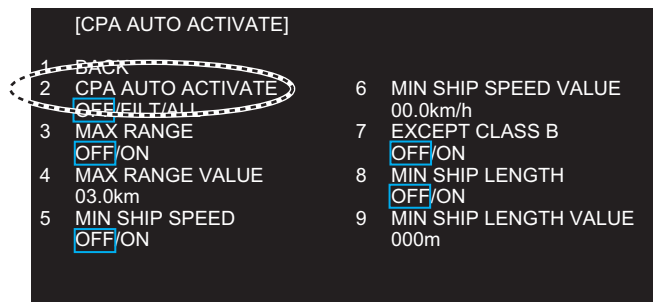 [CPA AUTO ACTIVATE]
1 BACK
2 CPA AUTO ACTIVATE
OFF/FILT/ALL
3 MAX RANGE
OFF/ON
4 MAX RANGE VALUE
03.0km
5 MIN SHIP SPEED
OFF/ON
6 MIN SHIP SPEED VALUE
00.0km/h
7 EXCEPT CLASS B
OFF/ON
8 MIN SHIP LENGTH
OFF/ON
9 MIN SHIP LENGTH VALUE
000m